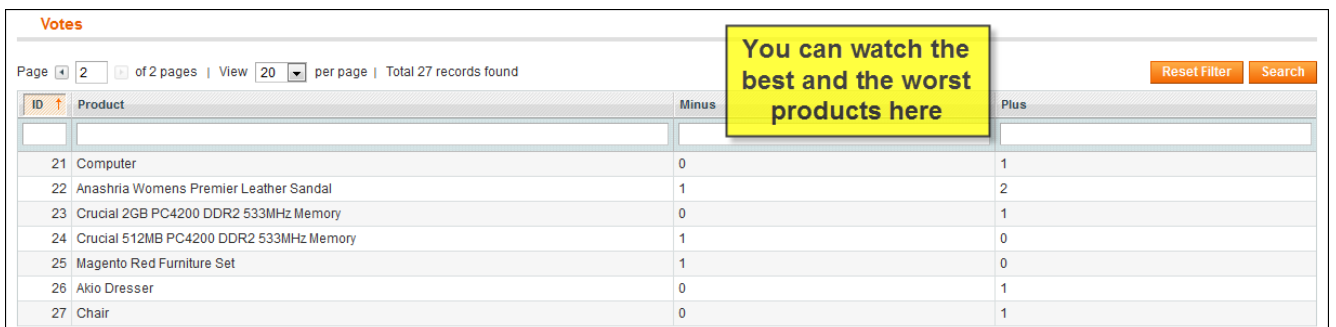 Votes
You can watch the
best and the worst
products here
Page 2 of 2 pages | View 20 per page | Total 27 records found
Reset Filter Search
ID ↑ Product Minus Plus
21 Computer 0 1
22 Anashria Womens Premier Leather Sandal 1 2
23 Crucial 2GB PC4200 DDR2 533MHz Memory 0 1
24 Crucial 512MB PC4200 DDR2 533MHz Memory 1 0
25 Magento Red Furniture Set 1 0
26 Akio Dresser 0 1
27 Chair 0 1